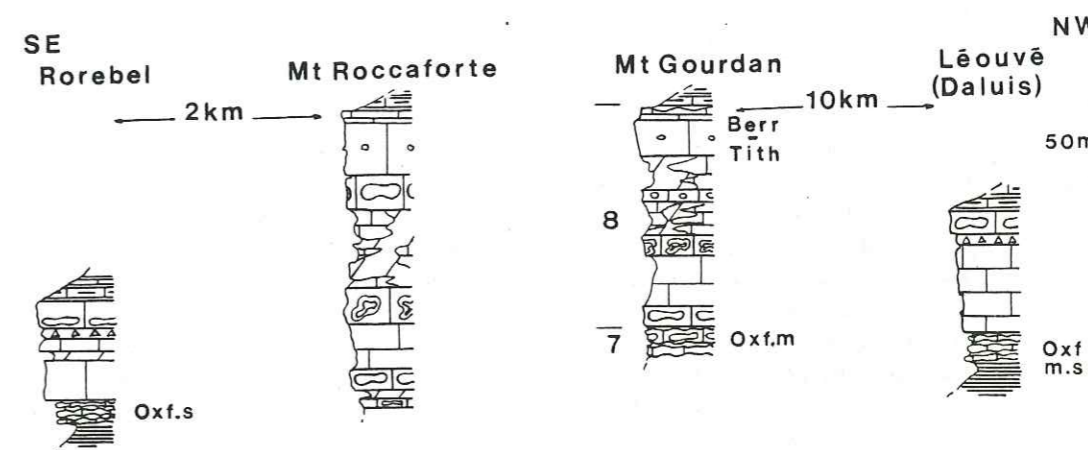 SE
Rorebel
2km
Mt Roccaforte
Mt Gourdan
10km
NW
Léouvé
(Daluis)
Berr
-
Tith
50m
8
7
Oxf.m
Oxf.s
Oxf
m.s